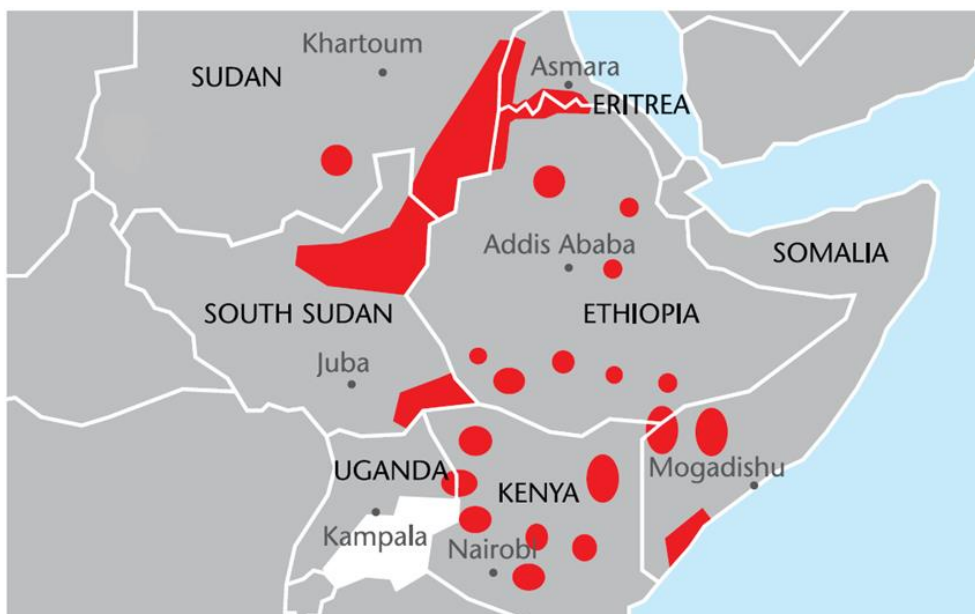 Khartoum
SUDAN
Asmara
ERITREA
Addis Ababa
SOMALIA
SOUTH SUDAN
ETHIOPIA
Juba
UGANDA
Mogadishu
KENYA
Kampala
Nairobi